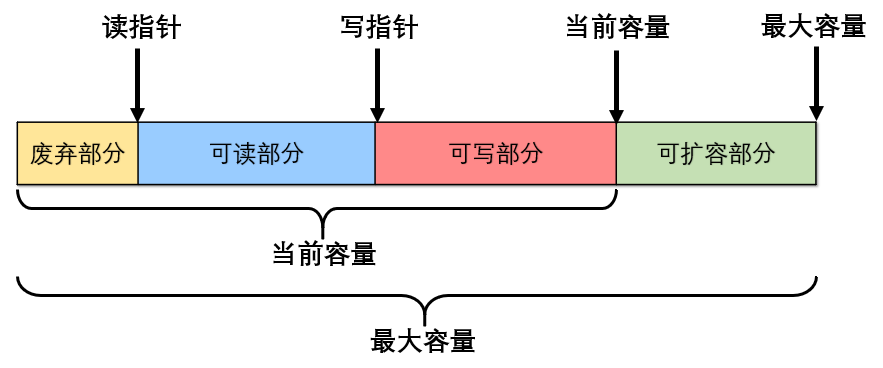 读指针
写指针
当前容量
最大容量
废弃部分
可读部分
可写部分
可扩容部分
当前容量
最大容量